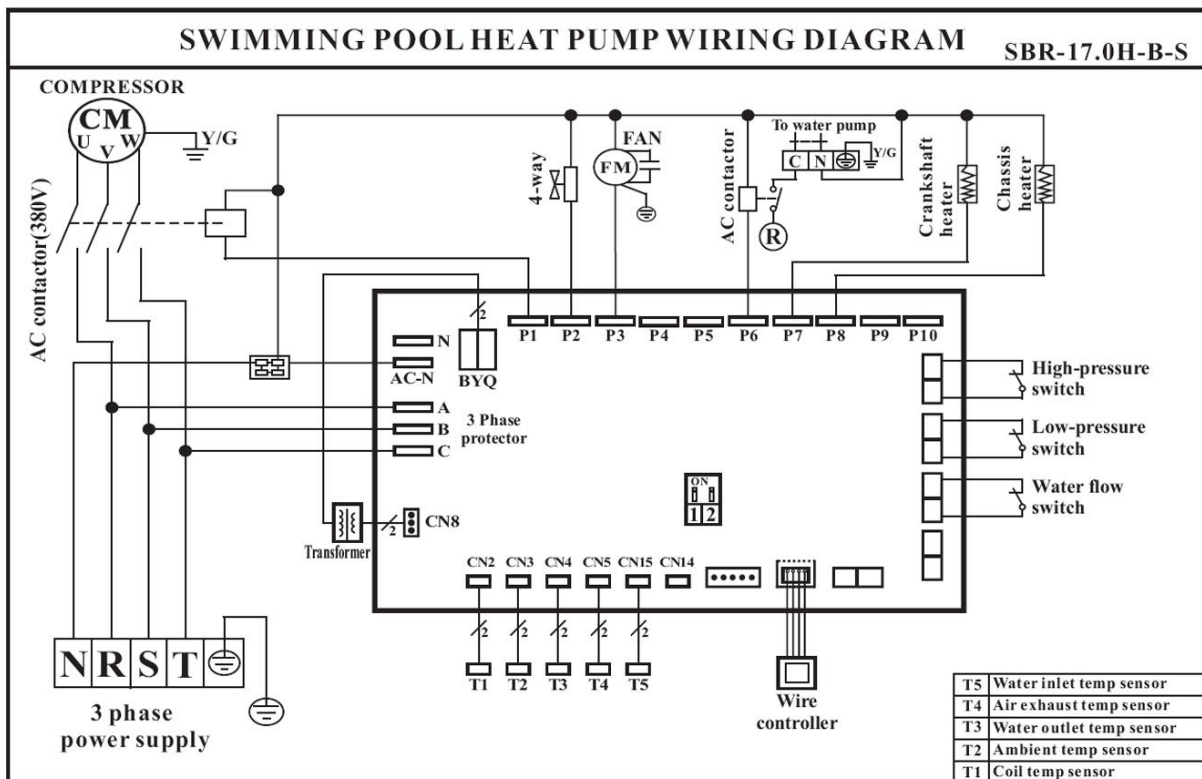 SWIMMING POOL HEAT PUMP WIRING DIAGRAM
SBR-17.0H-B-S
COMPRESSOR
CM
U
V
W
Y/G
AC contactor(380V)
4-way
FAN
FM
AC contactor
To water pump
C N
Y/G
R
Crankshaft
heater
Chassis
heater
2
P1 P2 P3 P4 P5 P6 P7 P8 P9 P10
N
AC-N
BYQ
A
B
C
3 Phase
protector
High-pressure
switch
Low-pressure
switch
Water flow
switch
ON
1 2
Transformer
2
CN8
CN2 CN3 CN4 CN5 CN15 CN14
2 2 2 2 2
T1 T2 T3 T4 T5
Wire
controller
N R S T
3 phase
power supply
T5 Water inlet temp sensor
T4 Air exhaust temp sensor
T3 Water outlet temp sensor
T2 Ambient temp sensor
T1 Coil temp sensor